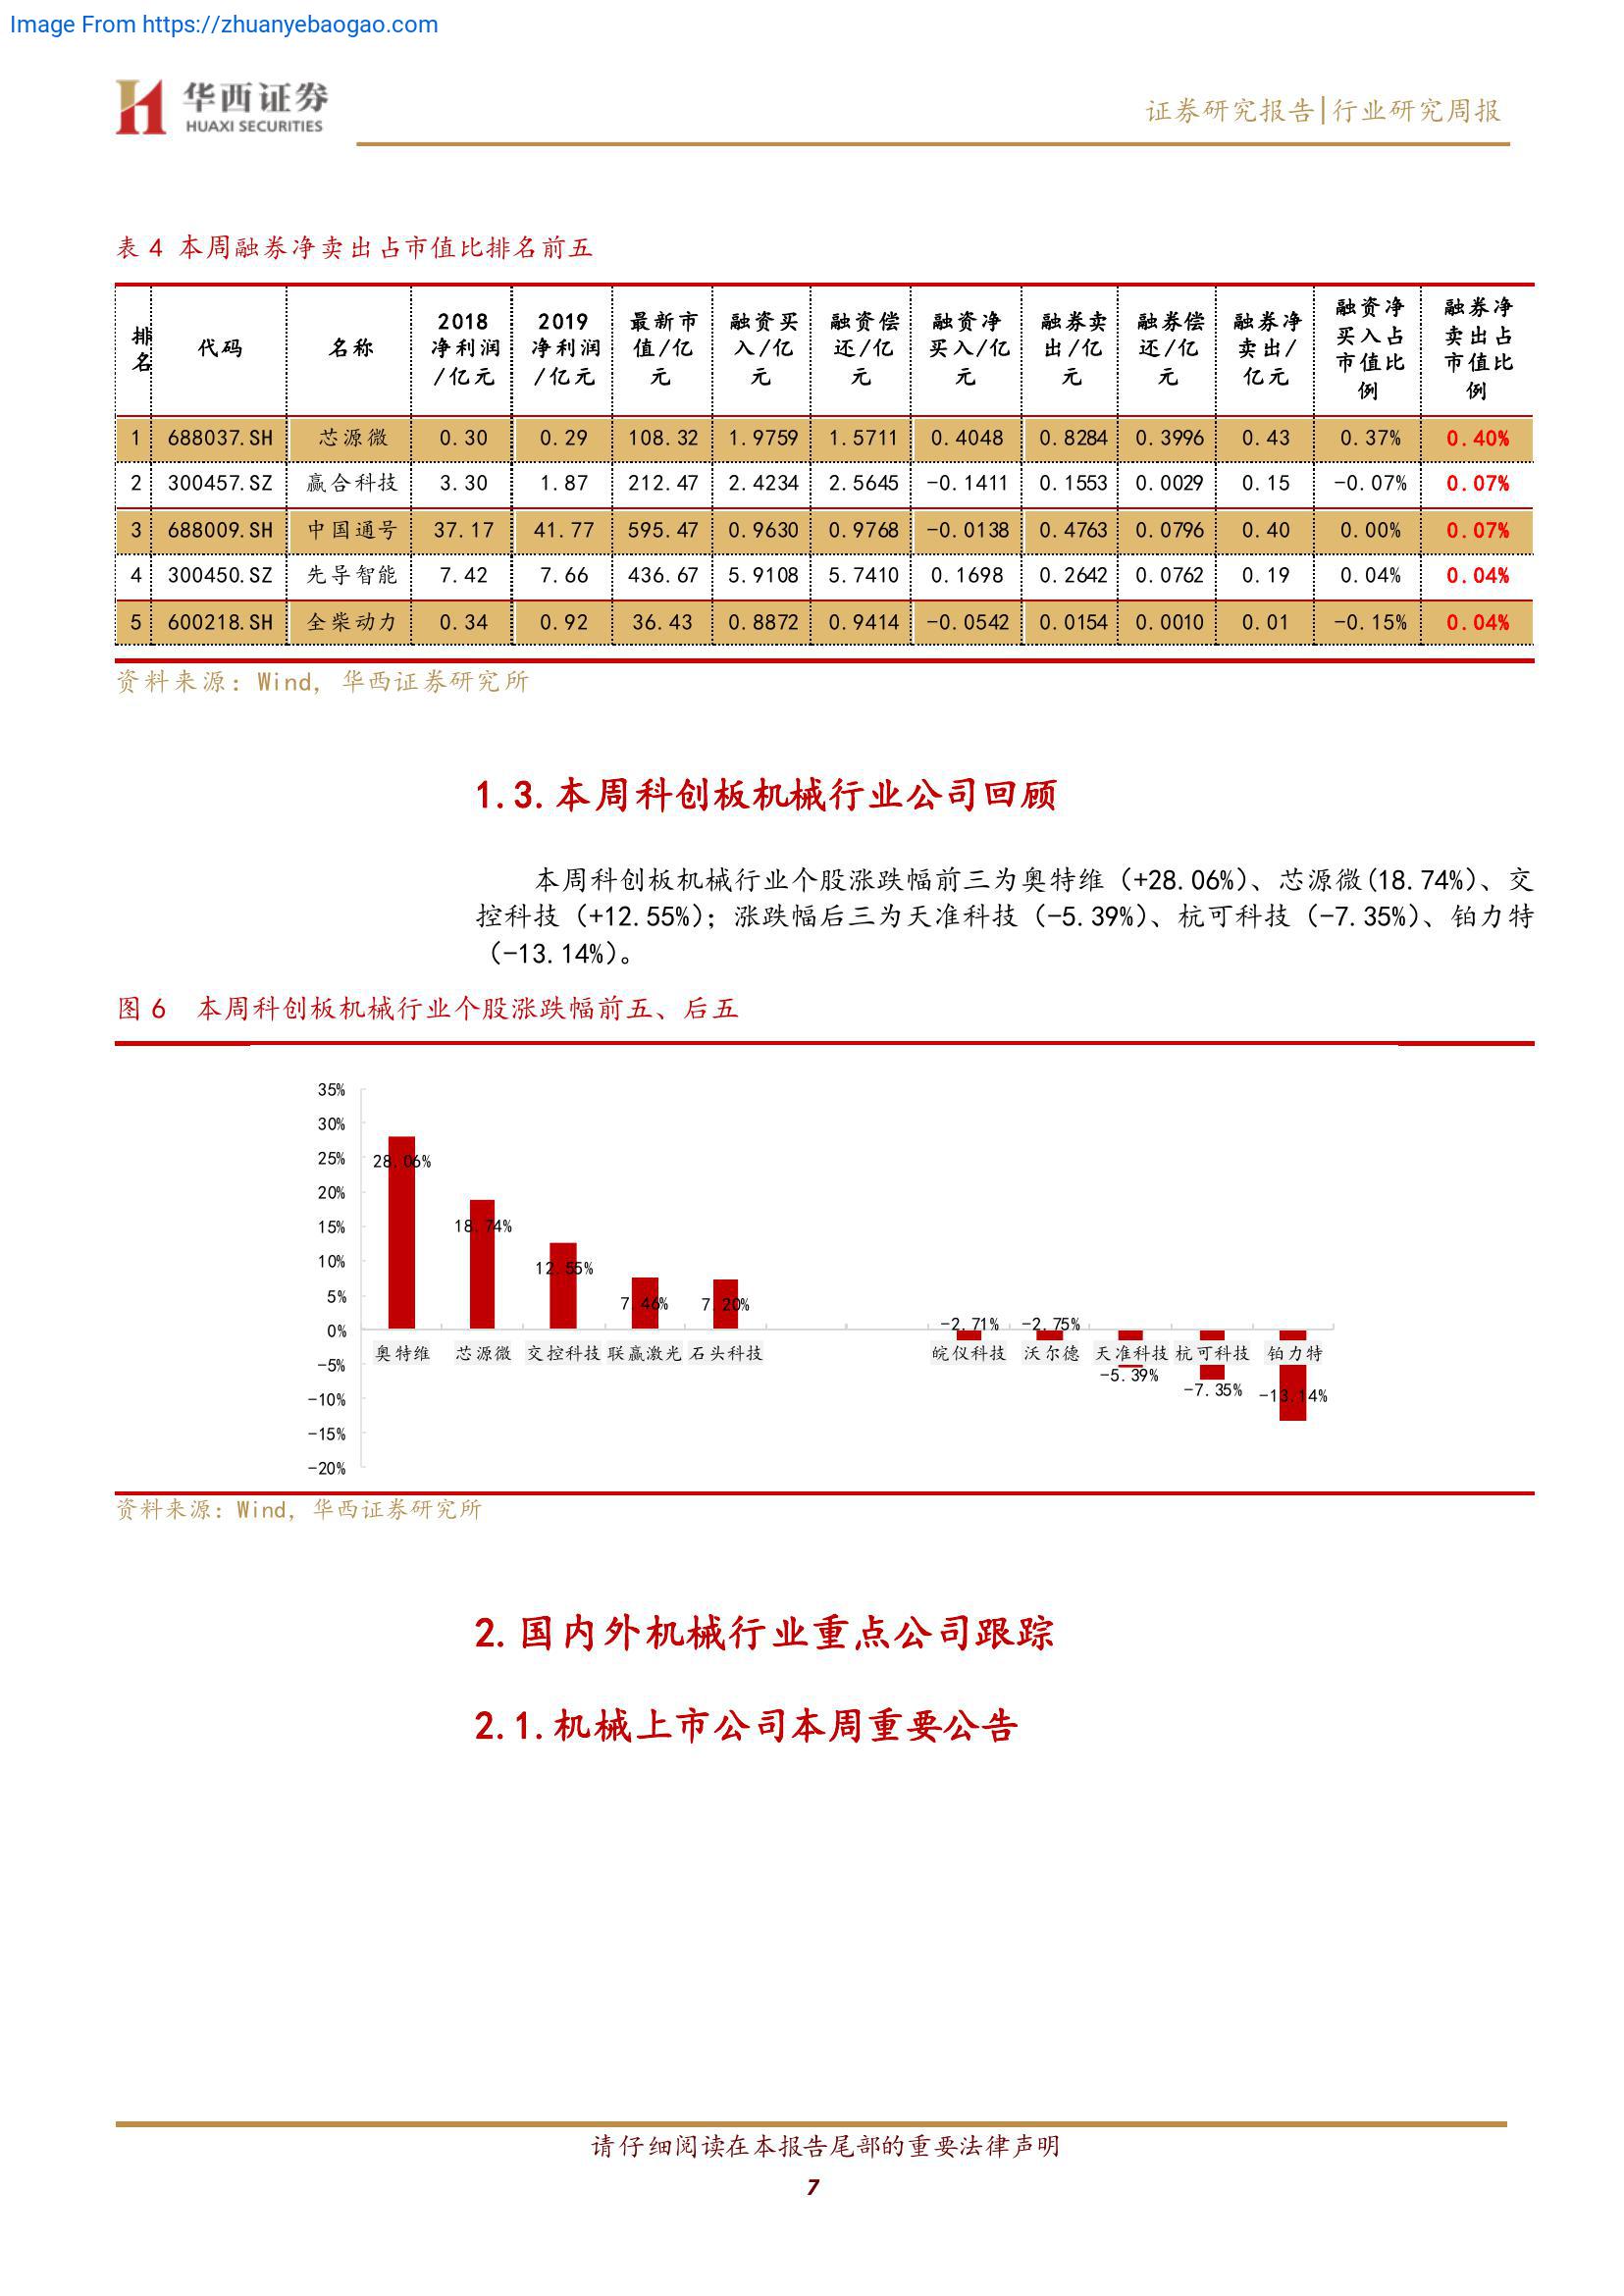 Image From https://zhuanyebaogao.com
华西证券
HUAXI SECURITIES
证券研究报告|行业研究周报
表 4 本周融券净卖出占市值比排名前五
排名 代码 名称 2018净利润/亿元 2019净利润/亿元 最新市值/亿元 融资买入/亿元 融资偿还/亿元 融资净买入/亿元 融券卖出/亿元 融券偿还/亿元 融券净卖出/亿元 融资净买入占市值比例 融券净卖出占市值比例
1 688037.SH 芯源微 0.30 0.29 108.32 1.9759 1.5711 0.4048 0.8284 0.3996 0.43 0.37% 0.40%
2 300457.SZ 赢合科技 3.30 1.87 212.47 2.4234 2.5645 -0.1411 0.1553 0.0029 0.15 -0.07% 0.07%
3 688009.SH 中国通号 37.17 41.77 595.47 0.9630 0.9768 -0.0138 0.4763 0.0796 0.40 0.00% 0.07%
4 300450.SZ 先导智能 7.42 7.66 436.67 5.9108 5.7410 0.1698 0.2642 0.0762 0.19 0.04% 0.04%
5 600218.SH 全柴动力 0.34 0.92 36.43 0.8872 0.9414 -0.0542 0.0154 0.0010 0.01 -0.15% 0.04%
资料来源：Wind，华西证券研究所
1.3.本周科创板机械行业公司回顾
本周科创板机械行业个股涨跌幅前三为奥特维（+28.06%）、芯源微(18.74%)、交
控科技（+12.55%）；涨跌幅后三为天准科技（-5.39%）、杭可科技（-7.35%）、铂力特
（-13.14%）。
图 6 本周科创板机械行业个股涨跌幅前五、后五
35%
30%
25%
20%
15%
10%
5%
0%
-5%
-10%
-15%
-20%
28.06%
18.74%
12.55%
7.46%
7.20%
-2.71%
-2.75%
奥特维 芯源微 交控科技 联赢激光 石头科技 皖仪科技 沃尔德 天准科技 杭可科技 铂力特
-5.39%
-7.35%
-13.14%
资料来源：Wind，华西证券研究所
2.国内外机械行业重点公司跟踪
2.1.机械上市公司本周重要公告
请仔细阅读在本报告尾部的重要法律声明
7